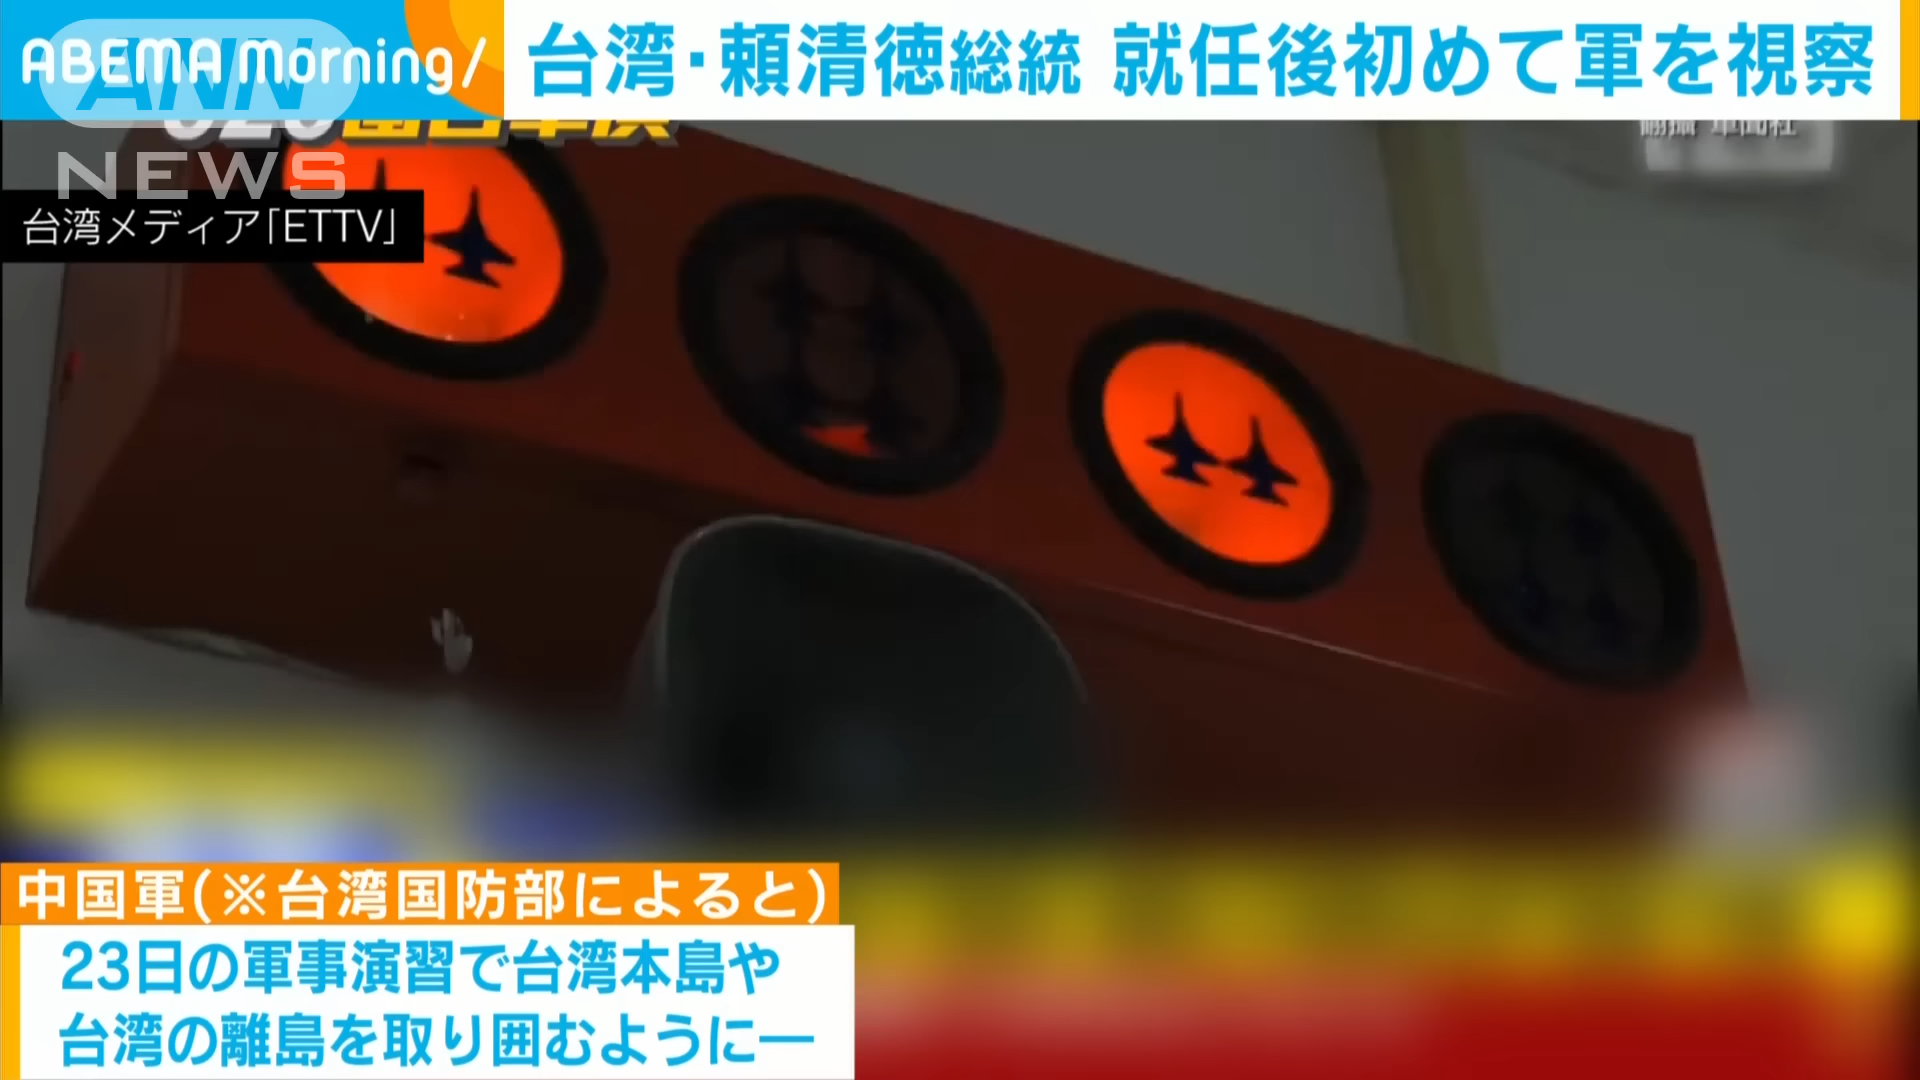 ABEMA Morning/
ANN
NEWS
台湾・頼清徳総統 就任後初めて軍を視察
台湾メディア「ETTV」
中国軍(※台湾国防部によると)
23日の軍事演習で台湾本島や
台湾の離島を取り囲むように―